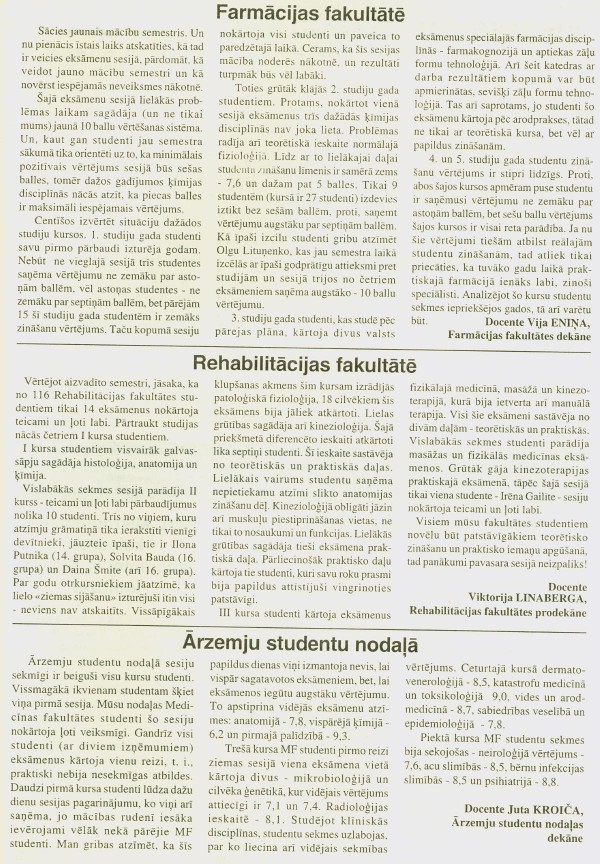 Farmācijas fakultātē
Sācies jaunais mācību semestris. Un
nu pienācis īstais laiks atskatīties, kā tad
ir veicies eksāmenu sesijā, pārdomāt, kā
veidot jauno mācību semestri un kā
novērst iespējamās neveiksmes nākotnē.
Šajā eksāmenu sesijā lielākās prob-
lēmas laikam sagādāja (un ne tikai
mums) jaunā 10 ballu vērtēšanas sistēma.
Un, kaut gan studenti jau semestra
sākumā tika orientēti uz to, ka minimālais
pozitīvais vērtējums sesijā būs sešas
balles, tomēr dažos gadījumos ķīmijas
disciplīnās nācās atzīt, ka piecas balles
ir maksimāli iespējamais vērtējums.
Centīšos izvērtēt situāciju dažādos
studiju kursos. 1. studiju gada studenti
savu pirmo pārbaudi izturēja godam.
Nebūt ne vieglajā sesijā trīs studentes
saņēma vērtējumu ne zemāku par asto-
ņām ballēm, vēl astoņas studentes - ne
zemāku par septiņām ballēm, bet pārējām
15 šī studiju gada studentēm ir zemāks
zināšanu vērtējums. Taču kopumā sesiju
nokārtoja visi studenti un paveica to
paredzētajā laikā. Cerams, ka šīs sesijas
mācība noderēs nākotnē, un rezultāti
turpmāk būs vēl labāki.
Toties grūtāk klājās 2. studiju gada
studentiem. Protams, nokārtot vienā
sesijā eksāmenus trīs dažādās ķīmijas
disciplīnās nav joka lieta. Problēmas
radīja arī teorētiskā ieskaite normālajā
fizioloģijā. Līdz ar to lielākajai daļai
studentu zināšanu līmenis ir samērā zems
- 7,6 un dažam pat 5 balles. Tikai 9
studentēm (kursā ir 27 studenti) izdevies
iztikt bez sešām ballēm, proti, saņemt
vērtējumu augstāku par septiņām ballēm.
Kā īpaši izcilu studenti gribu atzīmēt
Olgu Lituņenko, kas jau semestra laikā
izcēlās ar īpaši godprātīgu attieksmi pret
studijām un sesijā trijos no četriem
eksāmeniem saņēma augstāko - 10 ballu
vērtējumu.
3. studiju gada studenti, kas studē pēc
pārejas plāna, kārtoja divus valsts
eksāmenus speciālajās farmācijas discip-
līnās - farmakognozijā un aptiekas zāļu
formu tehnoloģijā. Arī šeit katedras ar
darba rezultātiem kopumā var būt
apmierinātas, sevišķi zāļu formu tehno-
loģijā. Tas arī saprotams, jo studenti šo
eksāmenu kārtoja pēc arodprakses, tātad
ne tikai ar teorētiskā kursa, bet vēl ar
papildus zināšanām.
4. un 5. studiju gada studentu zinā-
šanu vērtējums ir stipri līdzīgs. Proti,
abos šajos kursos apmēram puse studentu
ir saņēmusi vērtējumu ne zemāku par
astoņām ballēm, bet sešu ballu vērtējums
šajos kursos ir visai reta parādība. Ja nu
šie vērtējumi tiešām atbilst reālajām
studentu zināšanām, tad atliek tikai
priecāties, ka tuvāko gadu laikā prak-
tiskajā farmācijā ienāks labi, zinoši
speciālisti. Analizējot šo kursu studentu
sekmes iepriekšējos gados, tā arī varētu
būt.
Docente Vija ENIŅA,
Farmācijas fakultātes dekāne
Rehabilitācijas fakultātē
Vērtējot aizvadīto semestri, jāsaka, ka
no 116 Rehabilitācijas fakultātes stu-
dentiem tikai 14 eksāmenus nokārtoja
teicami un ļoti labi. Pārtraukt studijas
nācās četriem I kursa studentiem.
I kursa studentiem visvairāk galvas-
sāpju sagādāja histoloģija, anatomija un
ķīmija.
Vislabākās sekmes sesijā parādīja II
kurss - teicami un ļoti labi pārbaudījumus
nolika 10 studenti. Trīs no viņiem, kuru
atzīmju grāmatiņā tika ierakstīti vienīgi
devītnieki, jāuzteic īpaši, tie ir Ilona
Putnika (14. grupa), Solvita Bauda (16.
grupa) un Daina Šmite (arī 16. grupa).
Par godu otrkursniekiem jāatzīmē, ka
lielo «ziemas sijāšanu» izturējuši itin visi
- neviens nav atskaitīts. Vissāpīgākais
klupšanas akmens šim kursam izrādījās
patoloģiskā fizioloģija, 18 cilvēkiem šis
eksāmens bija jāliek atkārtoti. Lielas
grūtības sagādāja arī kinezioloģija. Šajā
priekšmetā diferencēto ieskaiti atkārtoti
lika septiņi studenti. Šī ieskaite sastāvēja
no teorētiskās un praktiskās daļas.
Lielākais vairums studentu saņēma
nepietiekamu atzīmi slikto anatomijas
zināšanu dēļ. Kinezioloģijā obligāti jāzin
arī muskuļu piestiprināšanas vietas, ne
tikai to nosaukumi un funkcijas. Lielākās
grūtības sagādāja tieši eksāmena prak-
tiskā daļa. Pārliecinošāk praktisko daļu
kārtoja tie studenti, kuri savu roku prasmi
bija papildus attīstījuši vingrinoties
patstāvīgi.
III kursa studenti kārtoja eksāmenus
fizikālajā medicīnā, masāžā un kinezo-
terapijā, kurā bija ietverta arī manuālā
terapija. Visi šie eksāmeni sastāvēja no
divām daļām - teorētiskās un praktiskās.
Vislabākās sekmes studenti parādīja
masāžas un fizikālās medicīnas eksā-
menos. Grūtāk gāja kinezoterapijas
praktiskajā eksāmenā, tāpēc šajā sesijā
tikai viena studente - Irēna Gailīte - sesiju
nokārtoja teicami un ļoti labi.
Visiem mūsu fakultātes studentiem
novēlu būt patstāvīgākiem teorētisko
zināšanu un praktisko iemaņu apgūšanā,
tad panākumi pavasara sesijā neizpaliks!
Docente
Viktorija LINABERGA,
Rehabilitācijas fakultātes prodekāne
Ārzemju studentu nodaļā
Ārzemju studentu nodaļā sesiju
sekmīgi ir beiguši visu kursu studenti.
Vissmagākā ikvienam studentam šķiet
viņa pirmā sesija. Mūsu nodaļas Medi-
cīnas fakultātes studenti šo sesiju
nokārtoja ļoti veiksmīgi. Gandrīz visi
studenti (ar diviem izņēmumiem)
eksāmenus kārtoja vienu reizi, t. i.,
praktiski nebija nesekmīgas atbildes.
Daudzi pirmā kursa studenti lūdza dažu
dienu sesijas pagarinājumu, ko viņi arī
saņēma, jo mācības rudenī iesāka
ievērojami vēlāk nekā pārējie MF
studenti. Man gribas atzīmēt, ka šīs
papildus dienas viņi izmantoja nevis, lai
vispār sagatavotos eksāmeniem, bet, lai
eksāmenos iegūtu augstāku vērtējumu.
To apstiprina vidējās eksāmenu atzī-
mes: anatomijā - 7,8, vispārējā ķīmijā -
6,2 un pirmajā palīdzībā - 9,3.
Trešā kursa MF studenti pirmo reizi
ziemas sesijā viena eksāmena vietā
kārtoja divus - mikrobioloģijā un
cilvēka ģenētikā, kur vidējais vērtējums
attiecīgi ir 7,1 un 7,4. Radioloģijas
ieskaitē - 8,1. Studējot klīniskās
disciplīnas, studentu sekmes uzlabojas,
par ko liecina arī vidējais sekmības
vērtējums. Ceturtajā kursā dermato-
veneroloģijā - 8,5, katastrofu medicīnā
un toksikoloģijā 9,0, vides un arod-
medicīnā - 8,7, sabiedrības veselībā un
epidemioloģijā - 7,8.
Piektā kursa MF studentu sekmes
bija sekojošas - neiroloģijā vērtējums -
7,6, acu slimībās - 8,5, bērnu infekcijas
slimībās - 8,5 un psihiatrijā - 8,8.
Docente Juta KROIČA,
Ārzemju studentu nodaļas
dekāne